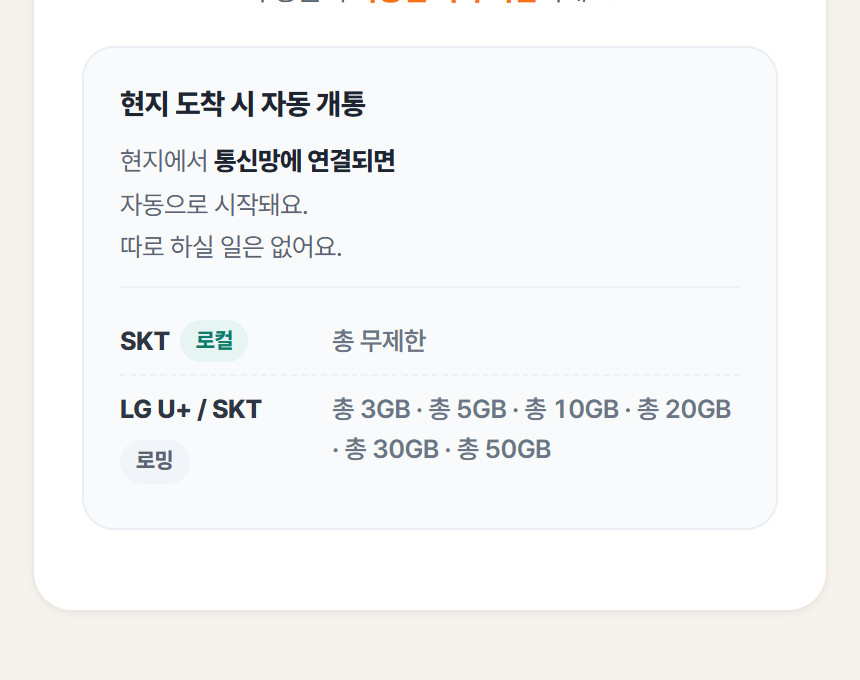 현지 도착 시 자동 개통
현지에서 통신망에 연결되면
자동으로 시작돼요.
따로 하실 일은 없어요.
SKT 로컬 총 무제한
LG U+ / SKT 총 3GB · 총 5GB · 총 10GB · 총 20GB
로밍 · 총 30GB · 총 50GB